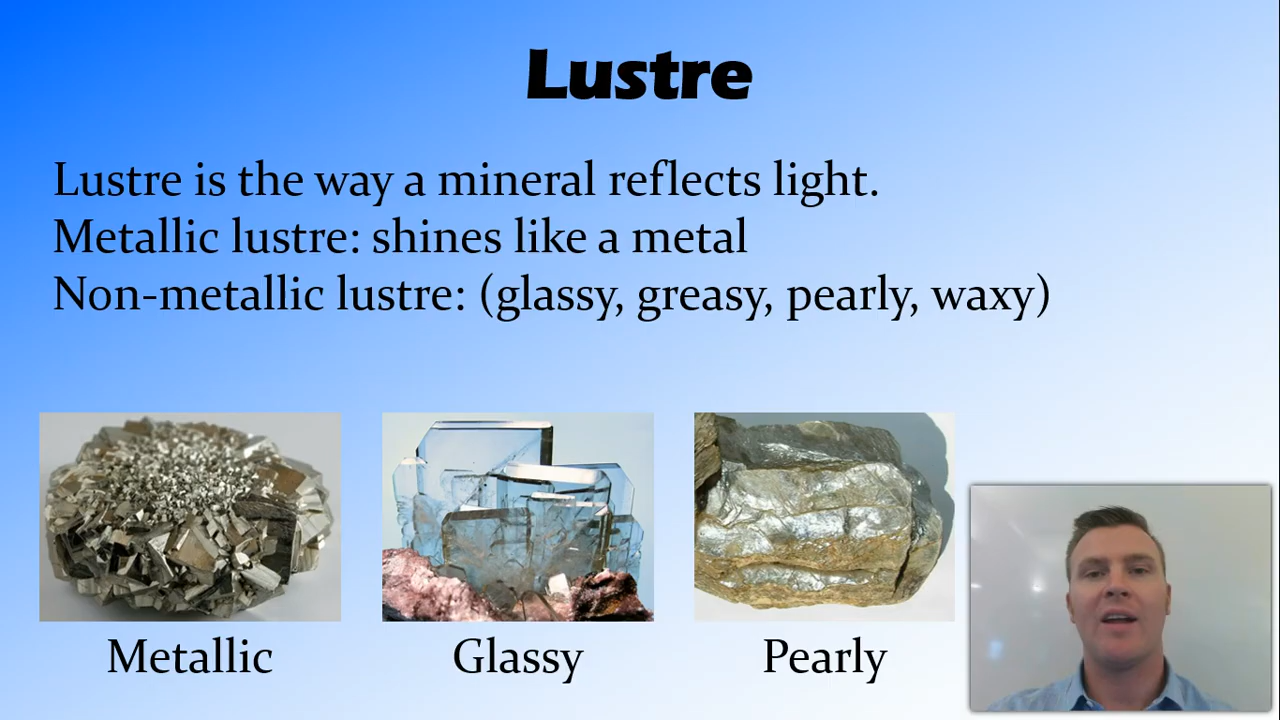 Lustre
Lustre is the way a mineral reflects light.
Metallic lustre: shines like a metal
Non-metallic lustre: (glassy, greasy, pearly, waxy)
Metallic
Glassy
Pearly